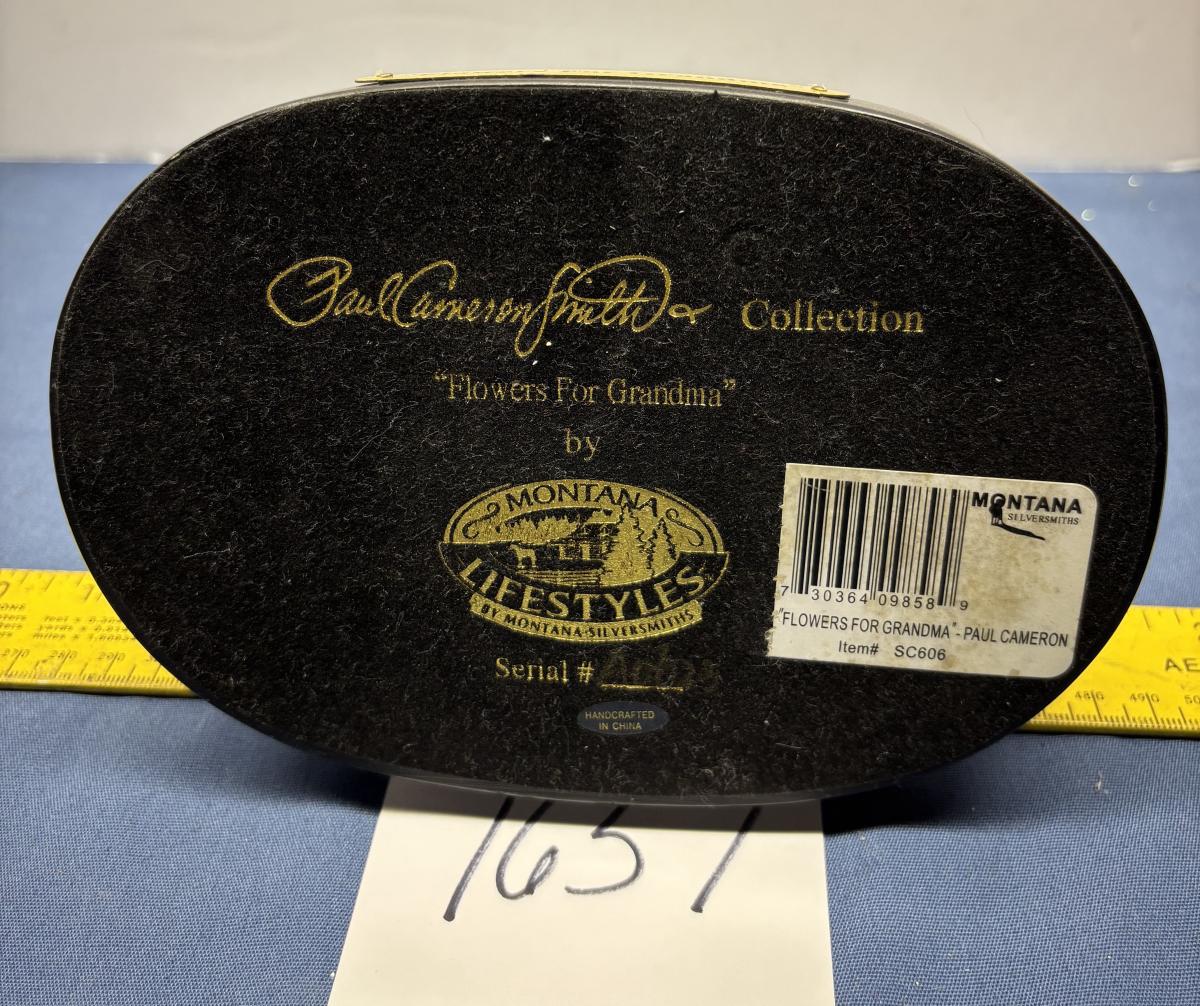 Paul Cameron Smith Collection
"Flowers For Grandma"
by
MONTANA
LIFESTYLES
BY MONTANA SILVERSMITHS
Serial #
HANDCRAFTED
IN CHINA
MONTANA
SILVERSMITHS
7 30364 09858 9
"FLOWERS FOR GRANDMA" - PAUL CAMERON
Item# SC606
1651